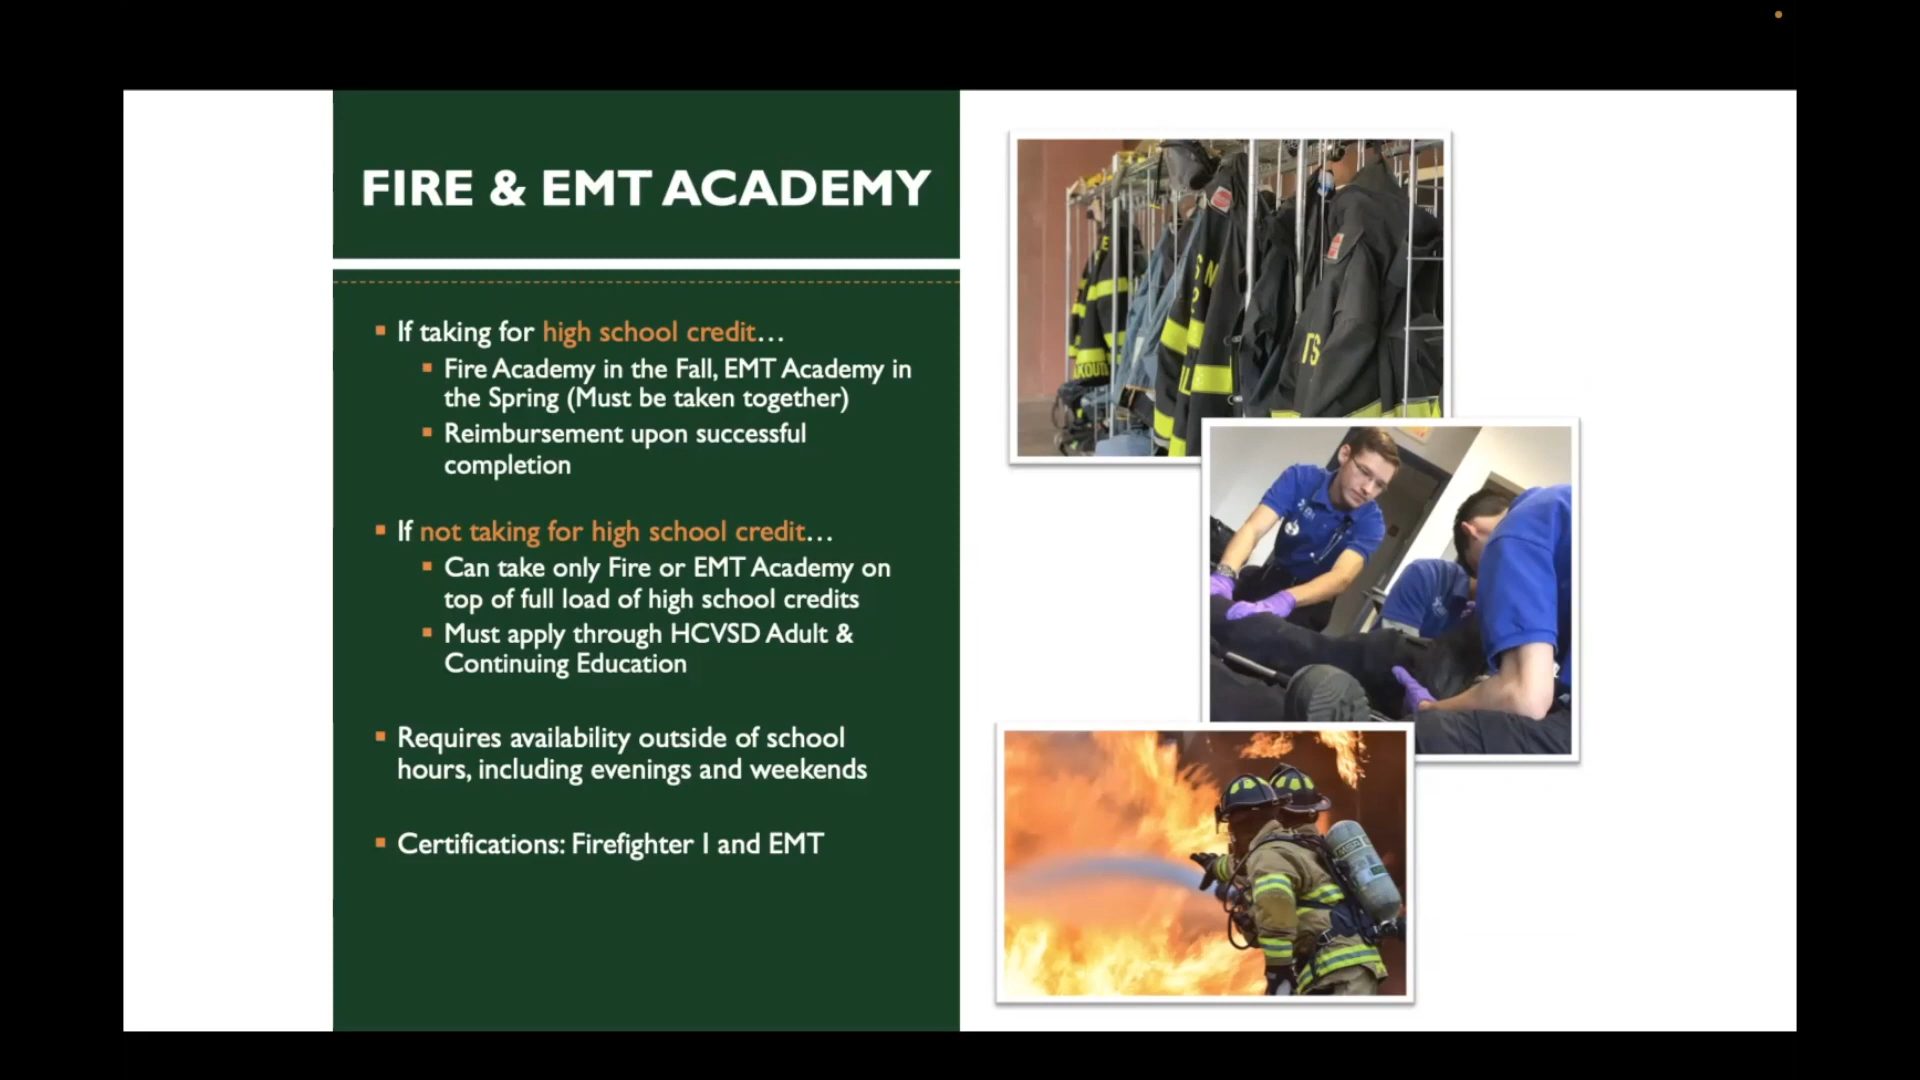 FIRE & EMT ACADEMY
If taking for high school credit...
Fire Academy in the Fall, EMT Academy in
the Spring (Must be taken together)
Reimbursement upon successful
completion
If not taking for high school credit...
Can take only Fire or EMT Academy on
top of full load of high school credits
Must apply through HCVSD Adult &
Continuing Education
Requires availability outside of school
hours, including evenings and weekends
Certifications: Firefighter I and EMT